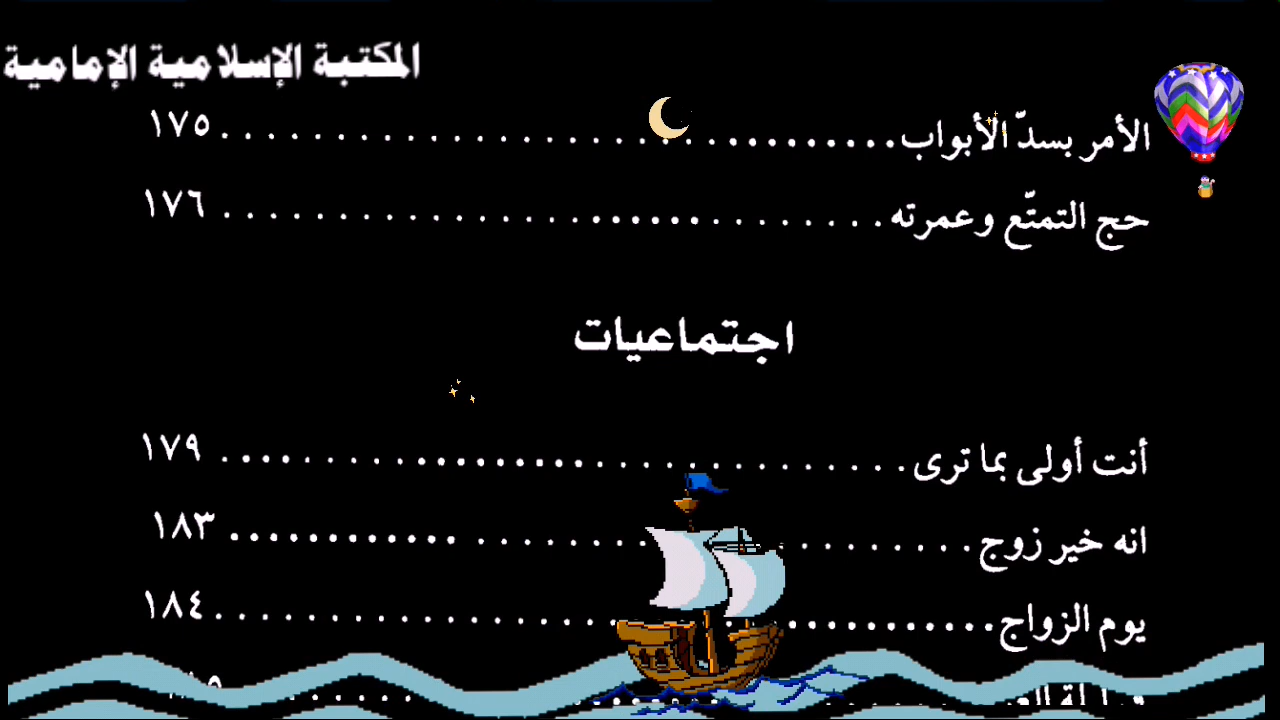 المكتبة الإسلامية الإمامية
الأمر بسدّ الأبواب ١٧٥
حج التمتّع وعمرته ١٧٦
اجتماعيات
أنت أولى بما ترى ١٧٩
انه خير زوج ١٨٣
يوم الزواج ١٨٤